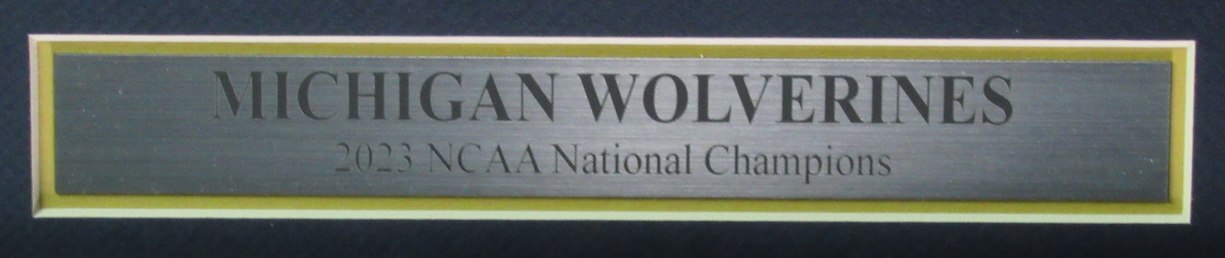 MICHIGAN WOLVERINES
2023 NCAA National Champions